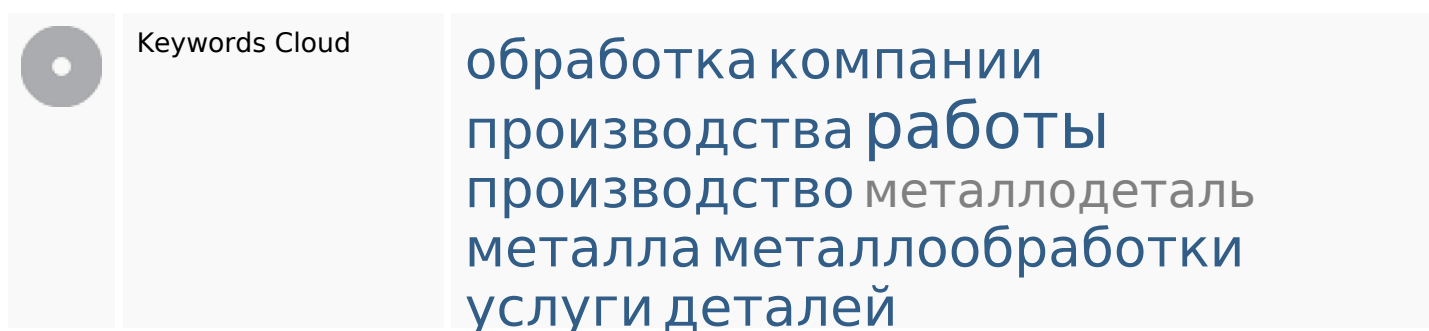 Keywords Cloud
обработка компании
производства работы
производство металлодеталь
металла металлообработки
услуги деталей